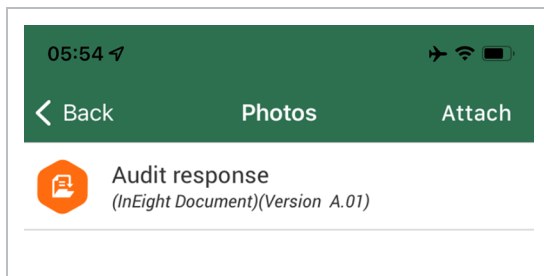 05:54
Back Photos Attach
Audit response
(InEight Document)(Version A.01)